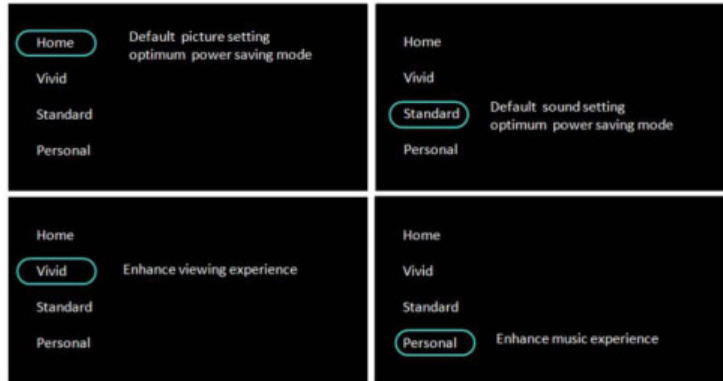 Home
Default picture setting
optimum power saving mode
Vivid
Standard
Personal
Home
Vivid
Standard
Default sound setting
optimum power saving mode
Personal
Home
Vivid
Enhance viewing experience
Standard
Personal
Home
Vivid
Standard
Personal
Enhance music experience